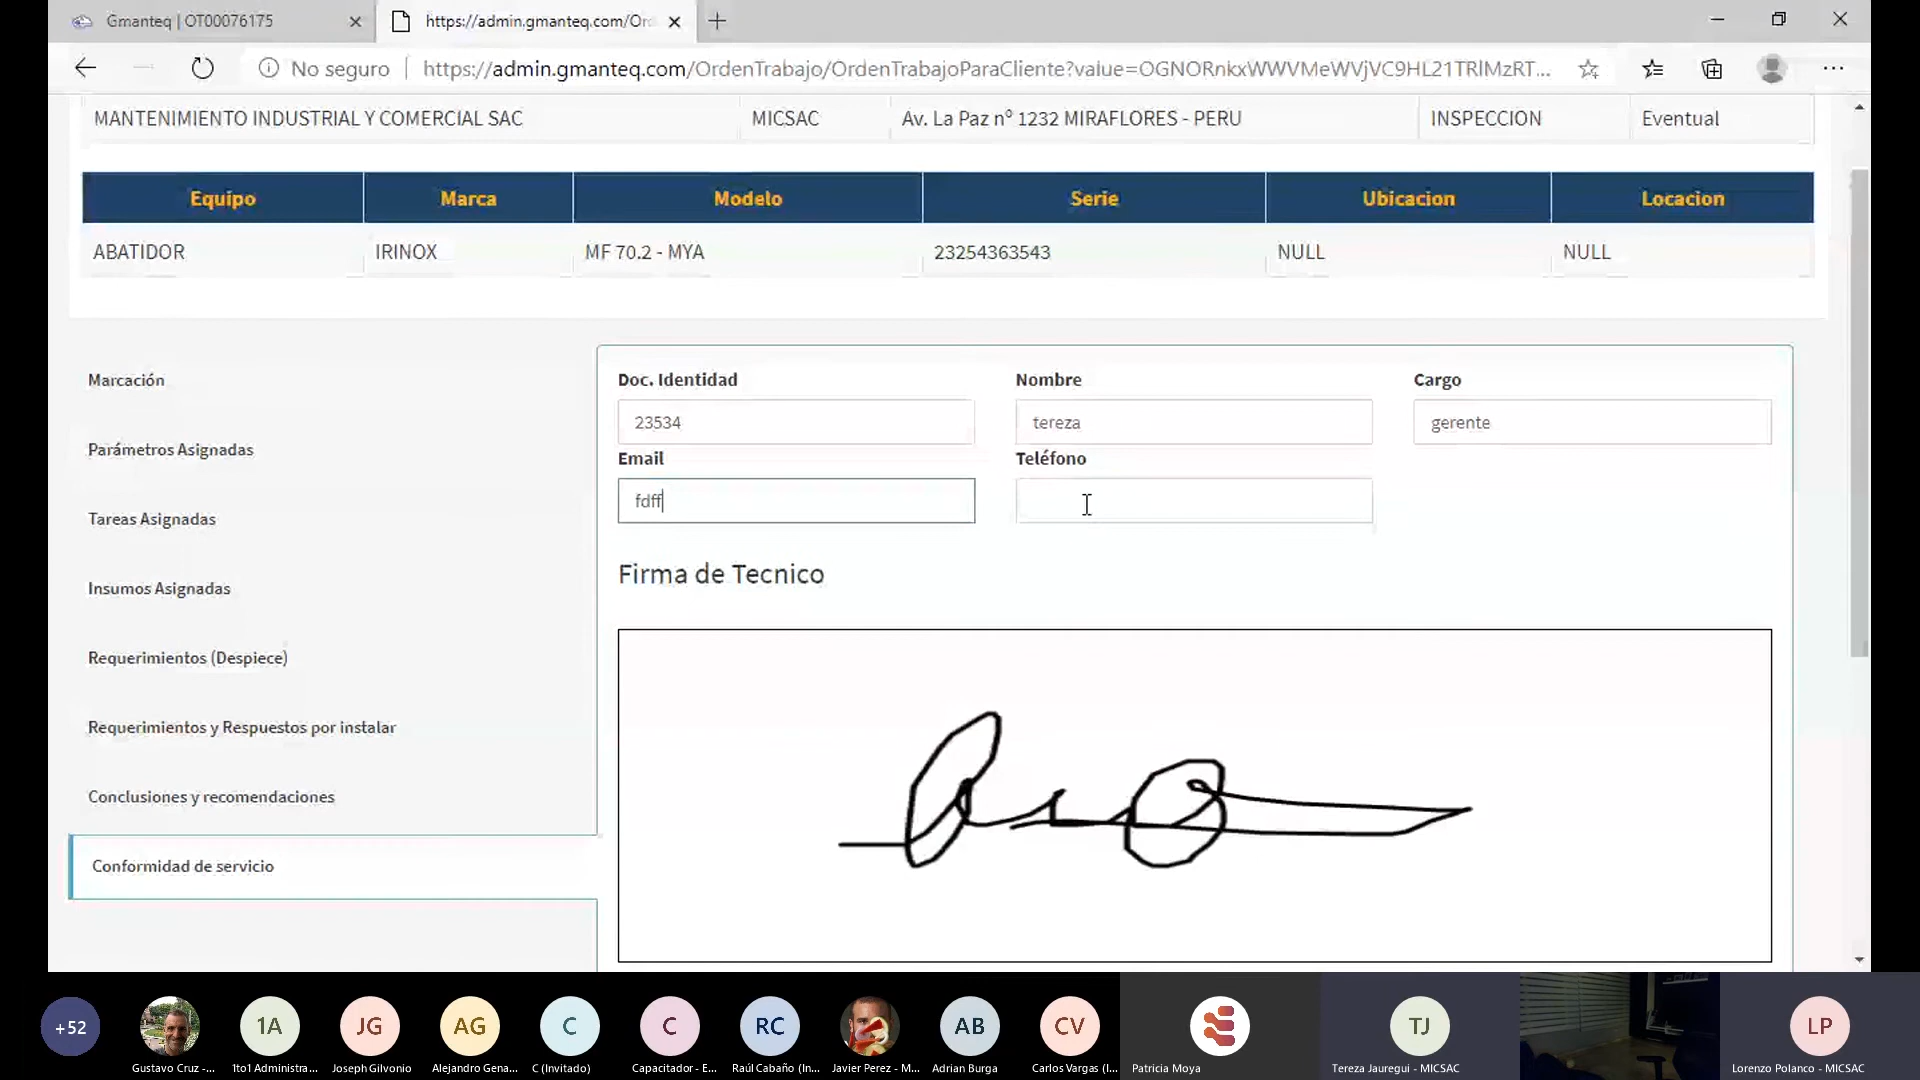 Gmanteq | OT00076175
https://admin.gmanteq.com/Ord
No seguro
https://admin.gmanteq.com/OrdenTrabajo/OrdenTrabajoParaCliente?value=OGNORnkxWWVMeWVjVC9HL21TRlMzRT...
MANTENIMIENTO INDUSTRIAL Y COMERCIAL SAC MICSAC Av. La Paz nº 1232 MIRAFLORES - PERU INSPECCION Eventual
Equipo Marca Modelo Serie Ubicacion Locacion
ABATIDOR IRINOX MF 70.2 - MYA 23254363543 NULL NULL
Marcación
Parámetros Asignadas
Tareas Asignadas
Insumos Asignadas
Requerimientos (Despiece)
Requerimientos y Respuestos por instalar
Conclusiones y recomendaciones
Conformidad de servicio
Doc. Identidad Nombre Cargo
23534 tereza gerente
Email Teléfono
fdff
Firma de Tecnico
+52 1A JG AG C C RC AB CV TJ LP
Gustavo Cruz -... 1to1 Administra... Joseph Gilvonio Alejandro Gena... C (Invitado) Capacitador - E... Raúl Cabaño (In... Javier Perez - M... Adrian Burga Carlos Vargas (I... Patricia Moya Tereza Jauregui - MICSAC Lorenzo Polanco - MICSAC